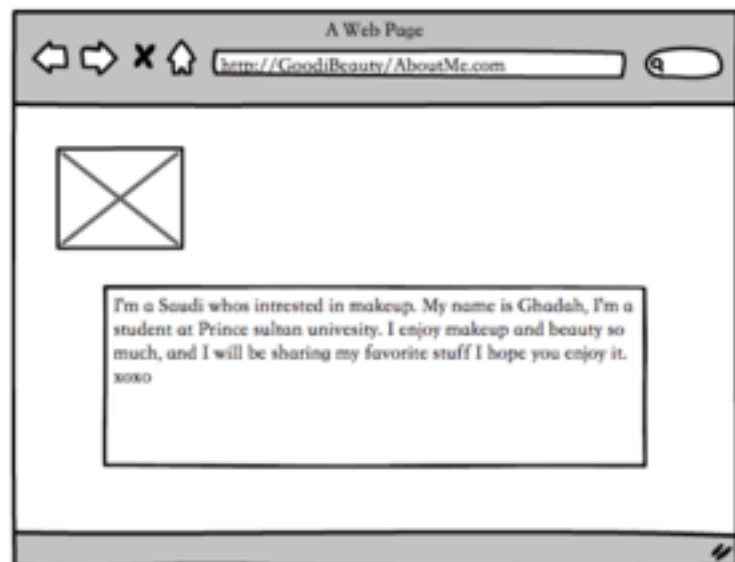 A Web Page
http://GoodiBeauty/AboutMe.com
I'm a Saudi whos intrested in makeup. My name is Ghadah, I'm a
student at Prince sultan univesity. I enjoy makeup and beauty so
much, and I will be sharing my favorite stuff I hope you enjoy it.
xoxo